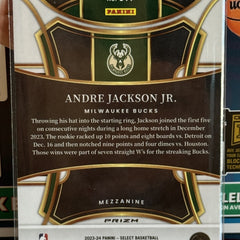 PANINI
BUCKS
ANDRE JACKSON JR.
MILWAUKEE BUCKS
Throwing his hat into the starting ring, Jackson joined the first five
on consecutive nights during a long home stretch in December
2023. The rookie racked up 10 points and eight boards vs. Detroit on
Dec. 16 and then notched nine points and four dimes vs. Houston.
Those wins were part of seven straight W's for the streaking Bucks.
MEZZANINE
PRIZM
2023-24 PANINI – SELECT BASKETBALL